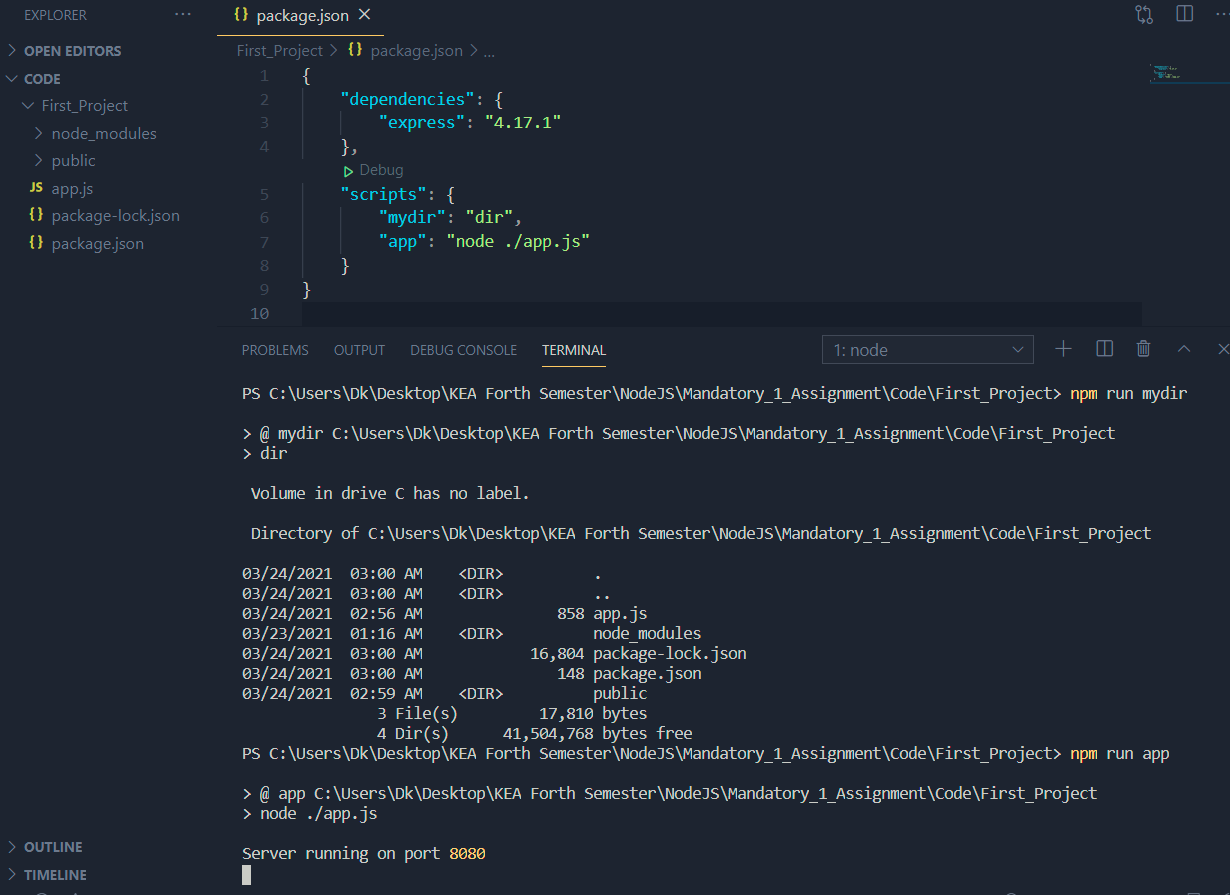 EXPLORER ...
OPEN EDITORS
CODE
First_Project
node_modules
public
JS app.js
{} package-lock.json
{} package.json
OUTLINE
TIMELINE
{} package.json ×
First_Project > {} package.json > ...
1 {
2 "dependencies": {
3 "express": "4.17.1"
4 },
Debug
5 "scripts": {
6 "mydir": "dir",
7 "app": "node ./app.js"
8 }
9 }
10
PROBLEMS OUTPUT DEBUG CONSOLE TERMINAL 1: node
PS C:\Users\Dk\Desktop\KEA Forth Semester\NodeJS\Mandatory_1_Assignment\Code\First_Project> npm run mydir
> @ mydir C:\Users\Dk\Desktop\KEA Forth Semester\NodeJS\Mandatory_1_Assignment\Code\First_Project
> dir
Volume in drive C has no label.
Directory of C:\Users\Dk\Desktop\KEA Forth Semester\NodeJS\Mandatory_1_Assignment\Code\First_Project
03/24/2021 03:00 AM <DIR> .
03/24/2021 03:00 AM <DIR> ..
03/24/2021 02:56 AM 858 app.js
03/23/2021 01:16 AM <DIR> node_modules
03/24/2021 03:00 AM 16,804 package-lock.json
03/24/2021 03:00 AM 148 package.json
03/24/2021 02:59 AM <DIR> public
3 File(s) 17,810 bytes
4 Dir(s) 41,504,768 bytes free
PS C:\Users\Dk\Desktop\KEA Forth Semester\NodeJS\Mandatory_1_Assignment\Code\First_Project> npm run app
> @ app C:\Users\Dk\Desktop\KEA Forth Semester\NodeJS\Mandatory_1_Assignment\Code\First_Project
> node ./app.js
Server running on port 8080